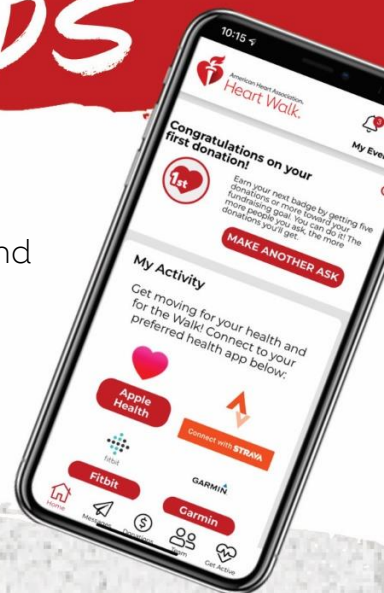 DS
nd
10:15
American Heart Association.
Heart Walk.
3
My Even
Congratulations on your
first donation!
1st
Earn your next badge by getting five
donations or more toward your
fundraising goal. You can do it! The
more people you ask, the more
donations you'll get.
MAKE ANOTHER ASK
My Activity
Get moving for your health and
for the Walk! Connect to your
preferred health app below:
Apple
Health
Connect with STRAVA
fitbit
Fitbit
GARMIN
Garmin
Home
Messages
Donations
Team
Get Active